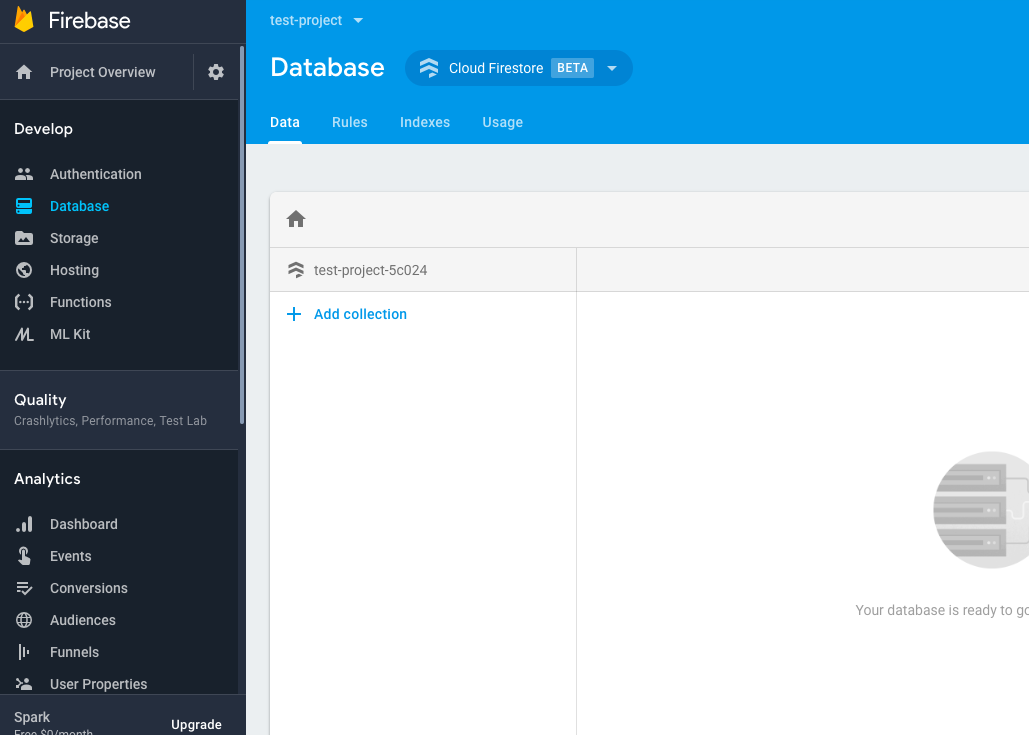 Firebase
Project Overview
Develop
Authentication
Database
Storage
Hosting
Functions
ML Kit
Quality
Crashlytics, Performance, Test Lab
Analytics
Dashboard
Events
Conversions
Audiences
Funnels
User Properties
Spark
Free $0/month
Upgrade
test-project
Database
Cloud Firestore BETA
Data Rules Indexes Usage
test-project-5c024
Add collection
Your database is ready to go